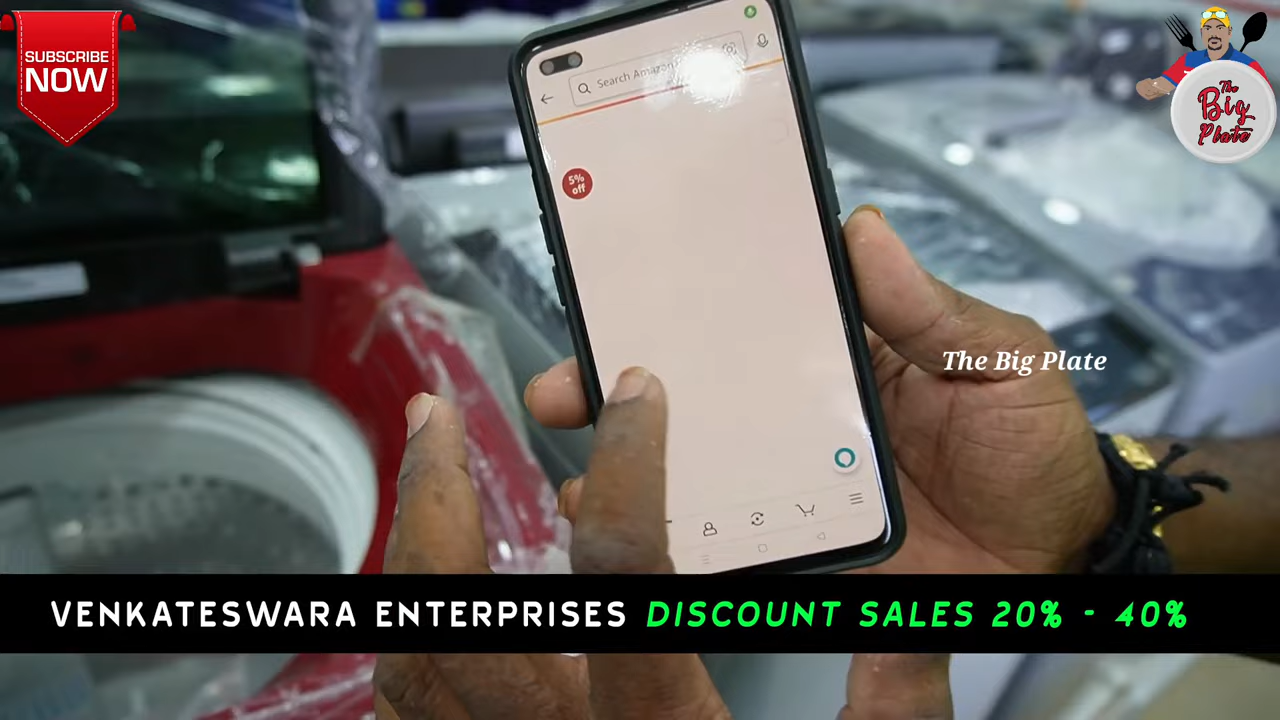 SUBSCRIBE
NOW
The
Big
Plate
Search Amazon
5%
off
The Big Plate
VENKATESWARA ENTERPRISES DISCOUNT SALES 20% - 40%